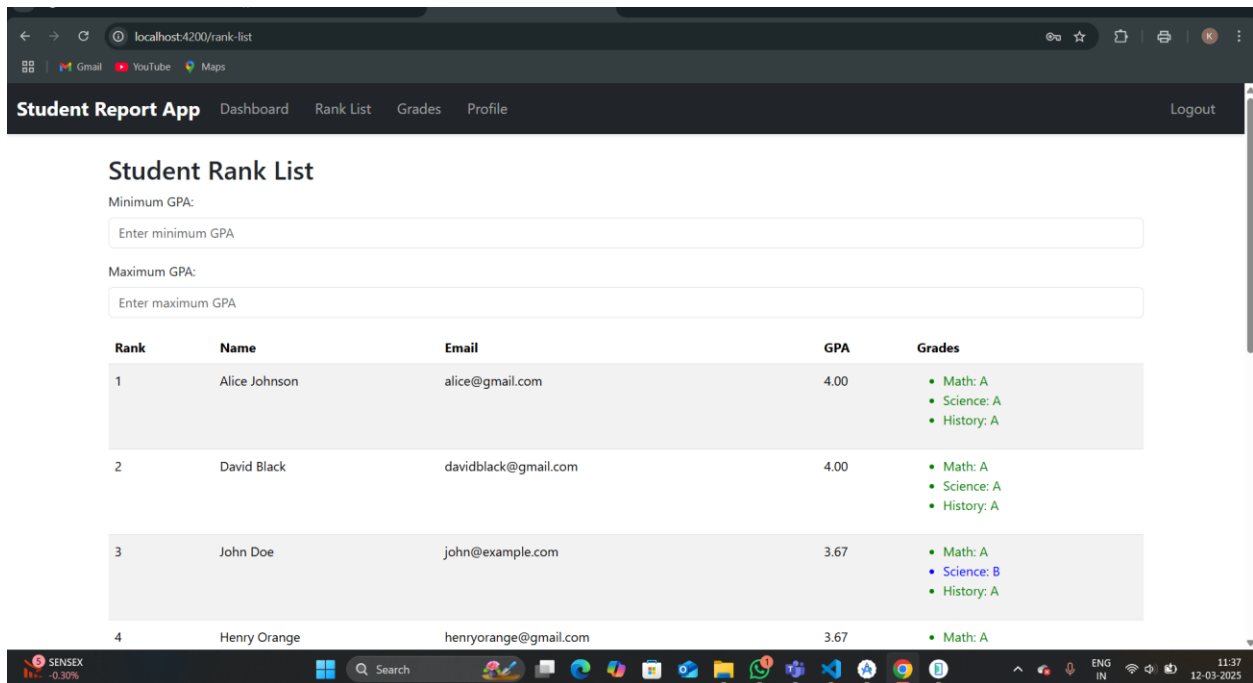 localhost:4200/rank-list
K
Gmail YouTube Maps
Student Report App Dashboard Rank List Grades Profile Logout
Student Rank List
Minimum GPA:
Enter minimum GPA
Maximum GPA:
Enter maximum GPA
Rank Name Email GPA Grades
1 Alice Johnson alice@gmail.com 4.00 • Math: A
• Science: A
• History: A
2 David Black davidblack@gmail.com 4.00 • Math: A
• Science: A
• History: A
3 John Doe john@example.com 3.67 • Math: A
• Science: B
• History: A
4 Henry Orange henryorange@gmail.com 3.67 • Math: A
5 SENSEX
-0.30%
Search
1
ENG
IN
11:37
12-03-2025